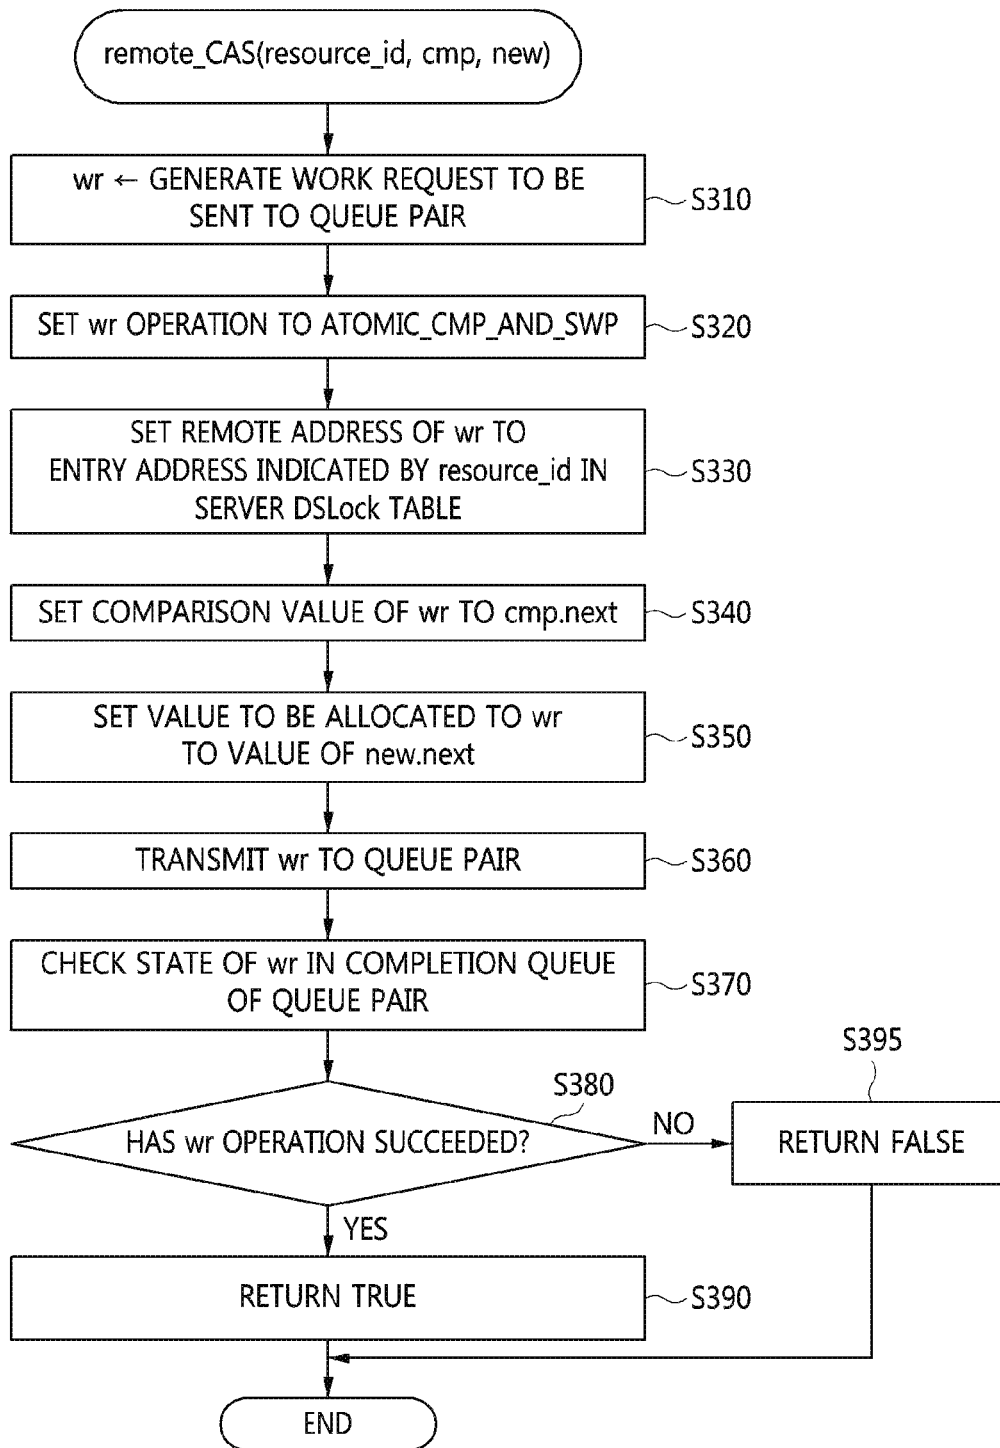 remote_CAS(resource_id, cmp, new)
wr ← GENERATE WORK REQUEST TO BE
SENT TO QUEUE PAIR
S310
SET wr OPERATION TO ATOMIC_CMP_AND_SWP
S320
SET REMOTE ADDRESS OF wr TO
ENTRY ADDRESS INDICATED BY resource_id IN
SERVER DSLock TABLE
S330
SET COMPARISON VALUE OF wr TO cmp.next
S340
SET VALUE TO BE ALLOCATED TO wr
TO VALUE OF new.next
S350
TRANSMIT wr TO QUEUE PAIR
S360
CHECK STATE OF wr IN COMPLETION QUEUE
OF QUEUE PAIR
S370
HAS wr OPERATION SUCCEEDED?
S380
NO
S395
RETURN FALSE
YES
RETURN TRUE
S390
END